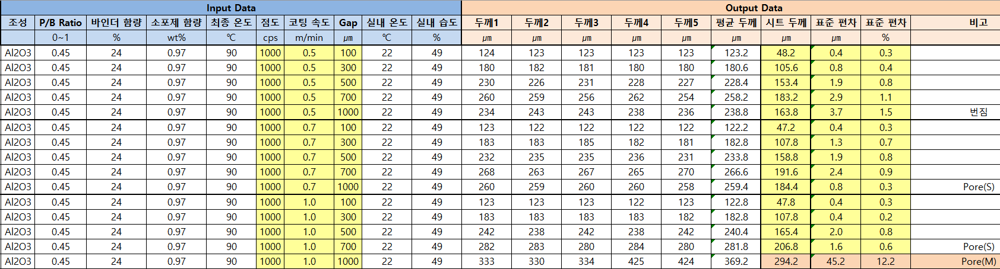 Input Data Output Data
조성 P/B Ratio 바인더 함량 소포제 함량 최종 온도 점도 코팅 속도 Gap 실내 온도 실내 습도 두께1 두께2 두께3 두께4 두께5 평균 두께 시트 두께 표준 편차 표준 편차 비고
0~1 % wt% ℃ cps m/min ㎛ ℃ % ㎛ ㎛ ㎛ ㎛ ㎛ ㎛ ㎛ ㎛ %
Al2O3 0.45 24 0.97 90 1000 0.5 100 22 49 124 123 123 123 123 123.2 48.2 0.4 0.3
Al2O3 0.45 24 0.97 90 1000 0.5 300 22 49 180 182 181 180 180 180.6 105.6 0.8 0.4
Al2O3 0.45 24 0.97 90 1000 0.5 500 22 49 230 226 231 228 227 228.4 153.4 1.9 0.8
Al2O3 0.45 24 0.97 90 1000 0.5 700 22 49 260 259 256 262 254 258.2 183.2 2.9 1.1
Al2O3 0.45 24 0.97 90 1000 0.5 1000 22 49 234 243 243 238 236 238.8 163.8 3.7 1.5 번짐
Al2O3 0.45 24 0.97 90 1000 0.7 100 22 49 123 122 122 122 122 122.2 47.2 0.4 0.3
Al2O3 0.45 24 0.97 90 1000 0.7 300 22 49 183 183 185 182 181 182.8 107.8 1.3 0.7
Al2O3 0.45 24 0.97 90 1000 0.7 500 22 49 232 235 235 236 231 233.8 158.8 1.9 0.8
Al2O3 0.45 24 0.97 90 1000 0.7 700 22 49 268 263 267 265 270 266.6 191.6 2.4 0.9
Al2O3 0.45 24 0.97 90 1000 0.7 1000 22 49 260 259 260 260 258 259.4 184.4 0.8 0.3 Pore(S)
Al2O3 0.45 24 0.97 90 1000 1.0 100 22 49 123 123 123 122 123 122.8 47.8 0.4 0.3
Al2O3 0.45 24 0.97 90 1000 1.0 300 22 49 183 183 183 183 182 182.8 107.8 0.4 0.2
Al2O3 0.45 24 0.97 90 1000 1.0 500 22 49 242 238 242 238 242 240.4 165.4 2.0 0.8
Al2O3 0.45 24 0.97 90 1000 1.0 700 22 49 282 283 280 284 280 281.8 206.8 1.6 0.6 Pore(S)
Al2O3 0.45 24 0.97 90 1000 1.0 1000 22 49 333 330 334 425 424 369.2 294.2 45.2 12.2 Pore(M)